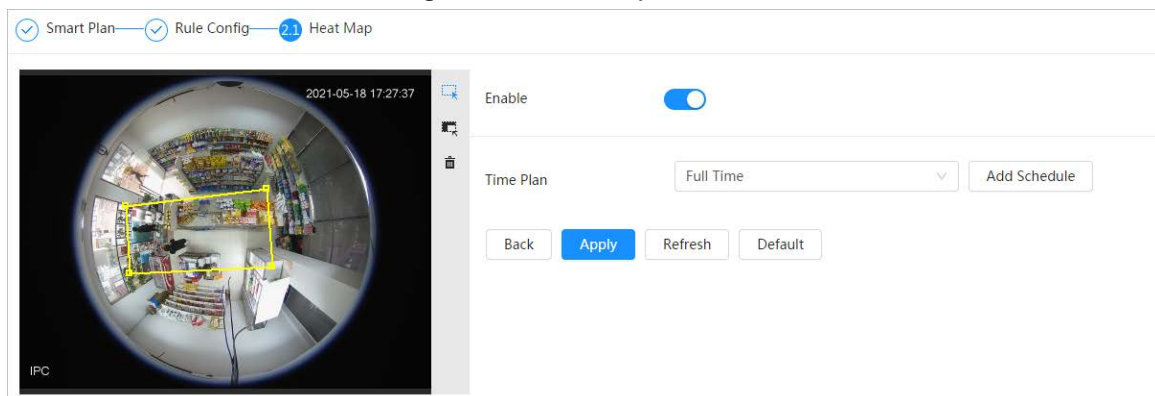 Smart Plan Rule Config 2.1 Heat Map
2021-05-18 17:27:37
Enable
Time Plan Full Time Add Schedule
Back Apply Refresh Default
IPC